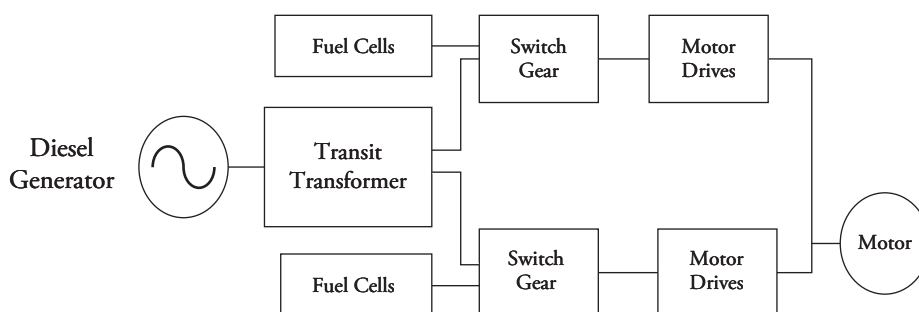 Fuel Cells
Switch
Gear
Motor
Drives
Diesel
Generator
Transit
Transformer
Motor
Fuel Cells
Switch
Gear
Motor
Drives